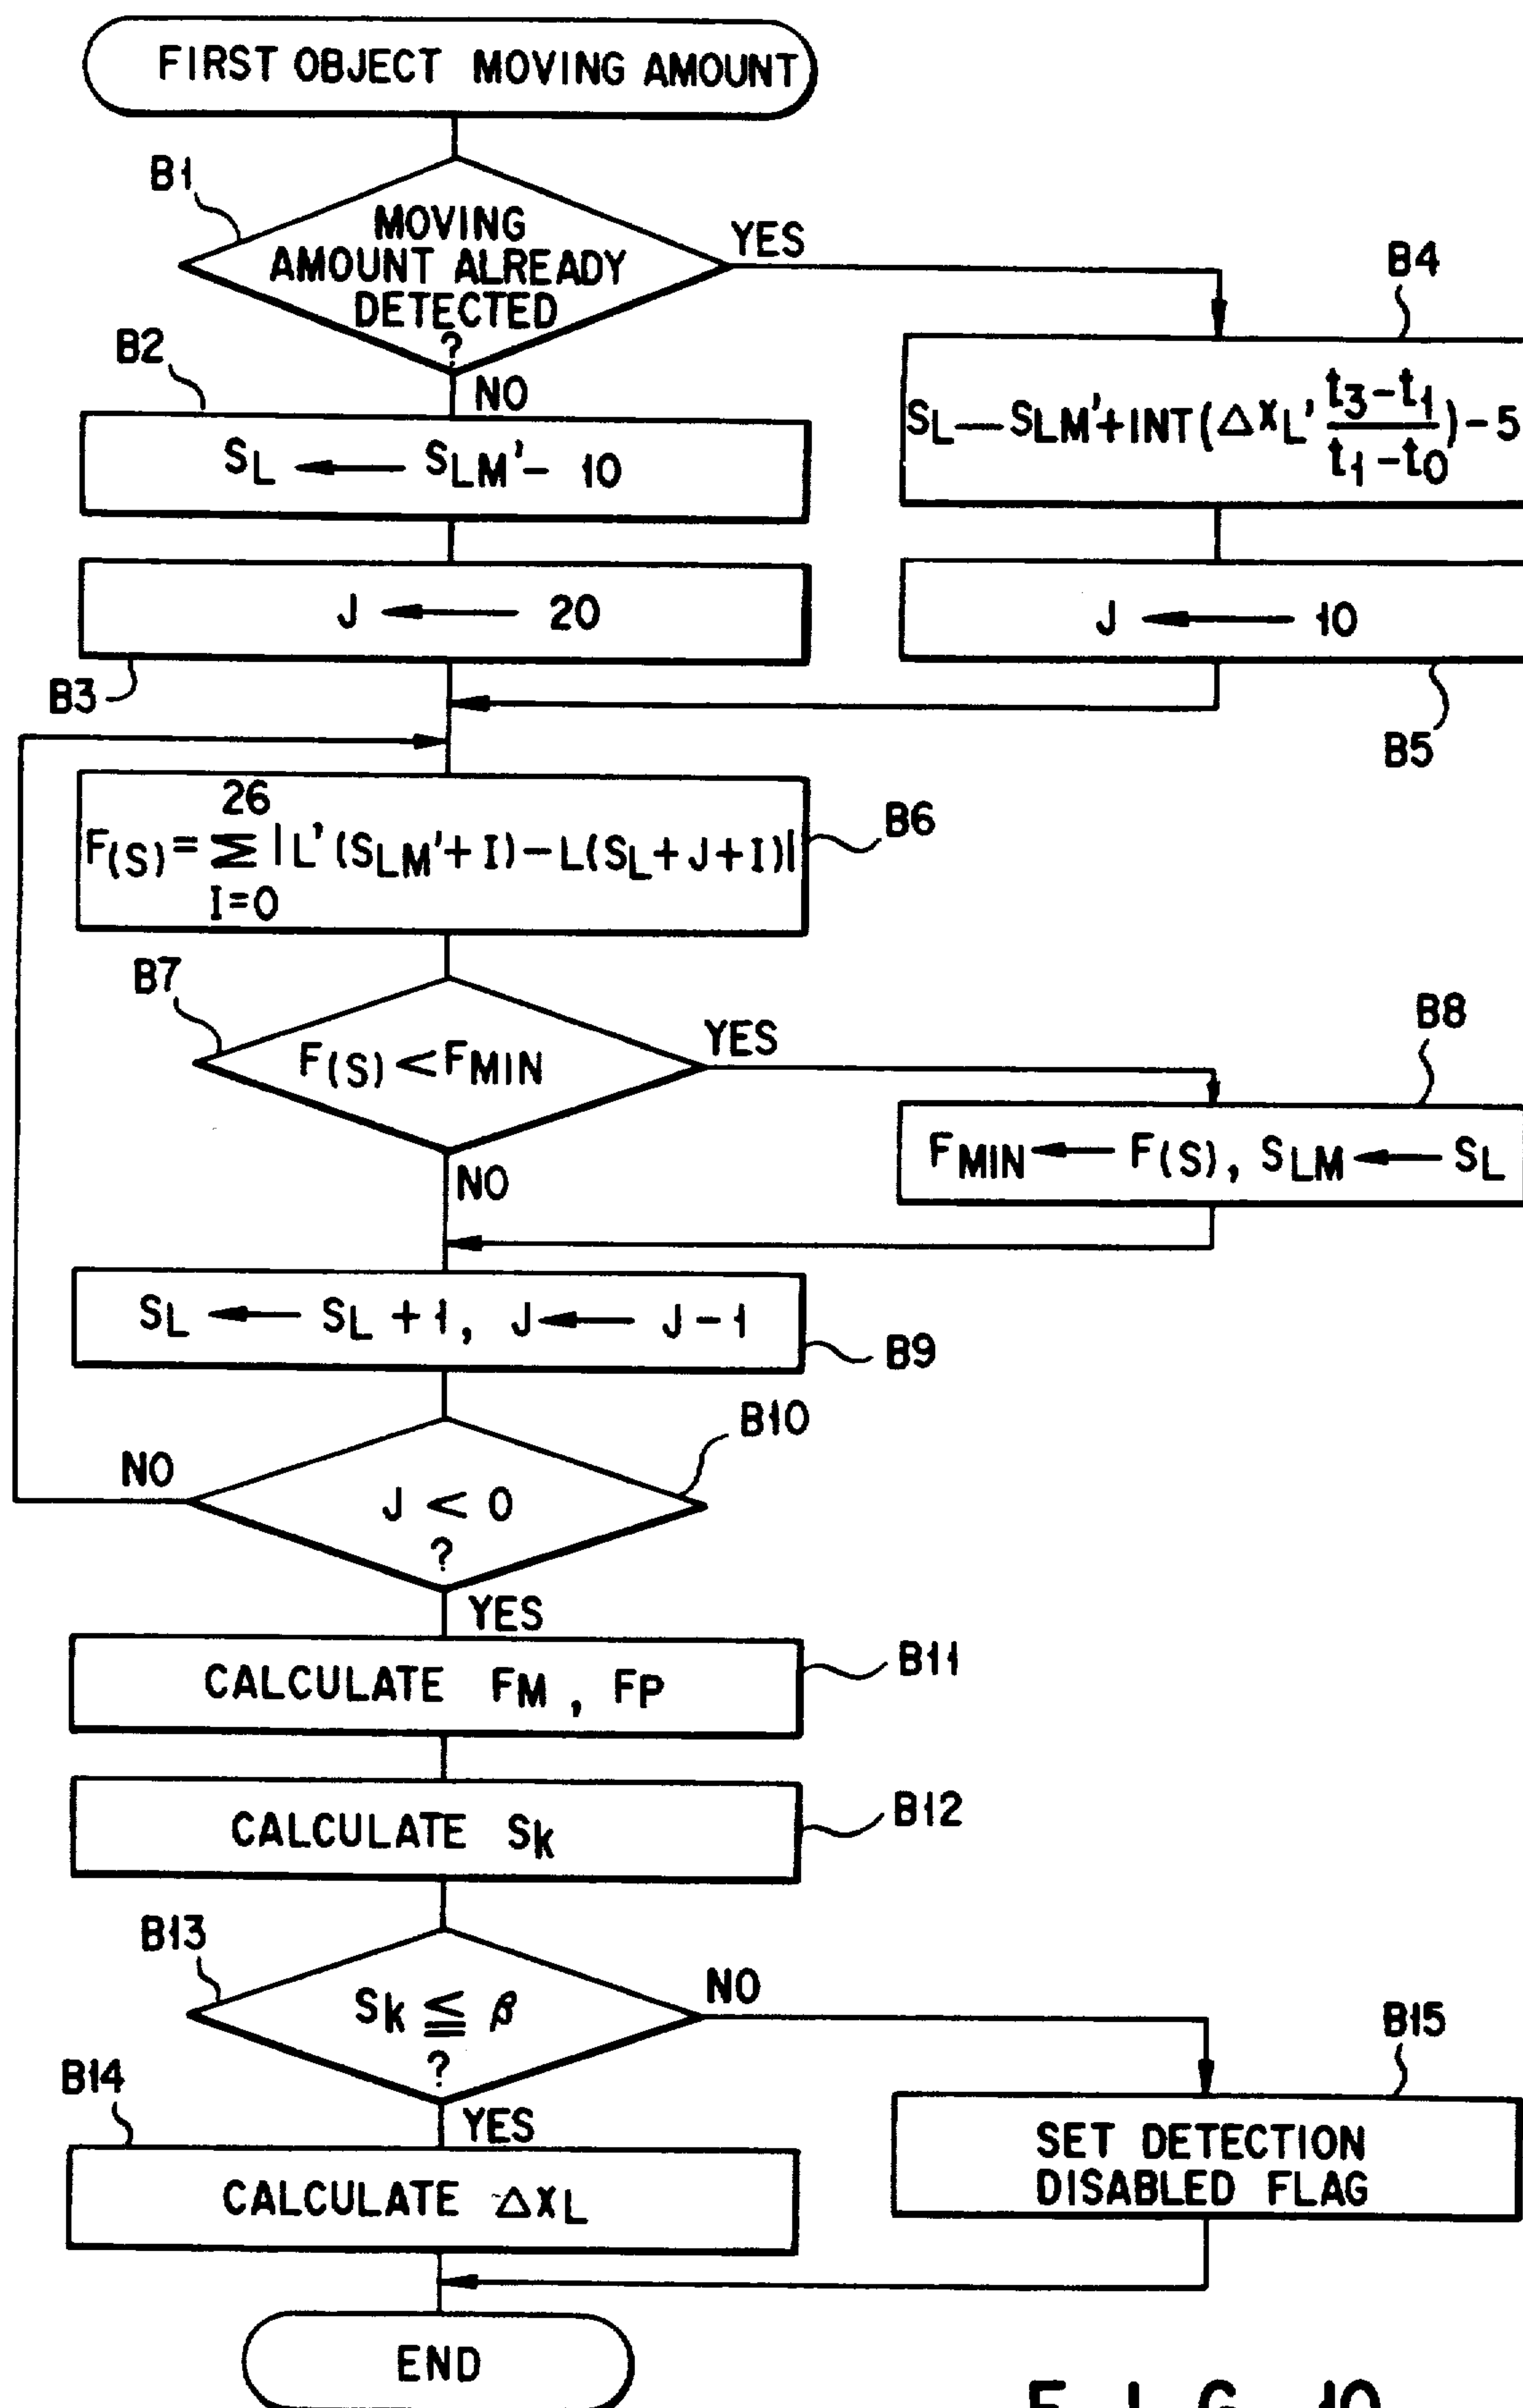 FIRST OBJECT MOVING AMOUNT
B1
MOVING
AMOUNT ALREADY
DETECTED
?
YES
NO
B2
SL ← SLM' - 10
B4
SL — SLM' + INT(ΔXL' (t3-t1)/(t1-t0)) - 5
J ← 20
B3
J ← 10
B5
F(S) = Σ(I=0 to 26) |L'(SLM'+I) - L(SL+J+I)|
B6
B7
F(S) < FMIN
YES
NO
B8
FMIN ← F(S), SLM ← SL
SL ← SL + 1, J ← J - 1
B9
B10
J < 0
?
NO
YES
CALCULATE FM, FP
B11
CALCULATE Sk
B12
B13
Sk ≦ β
?
NO
YES
B14
CALCULATE ΔXL
B15
SET DETECTION
DISABLED FLAG
END